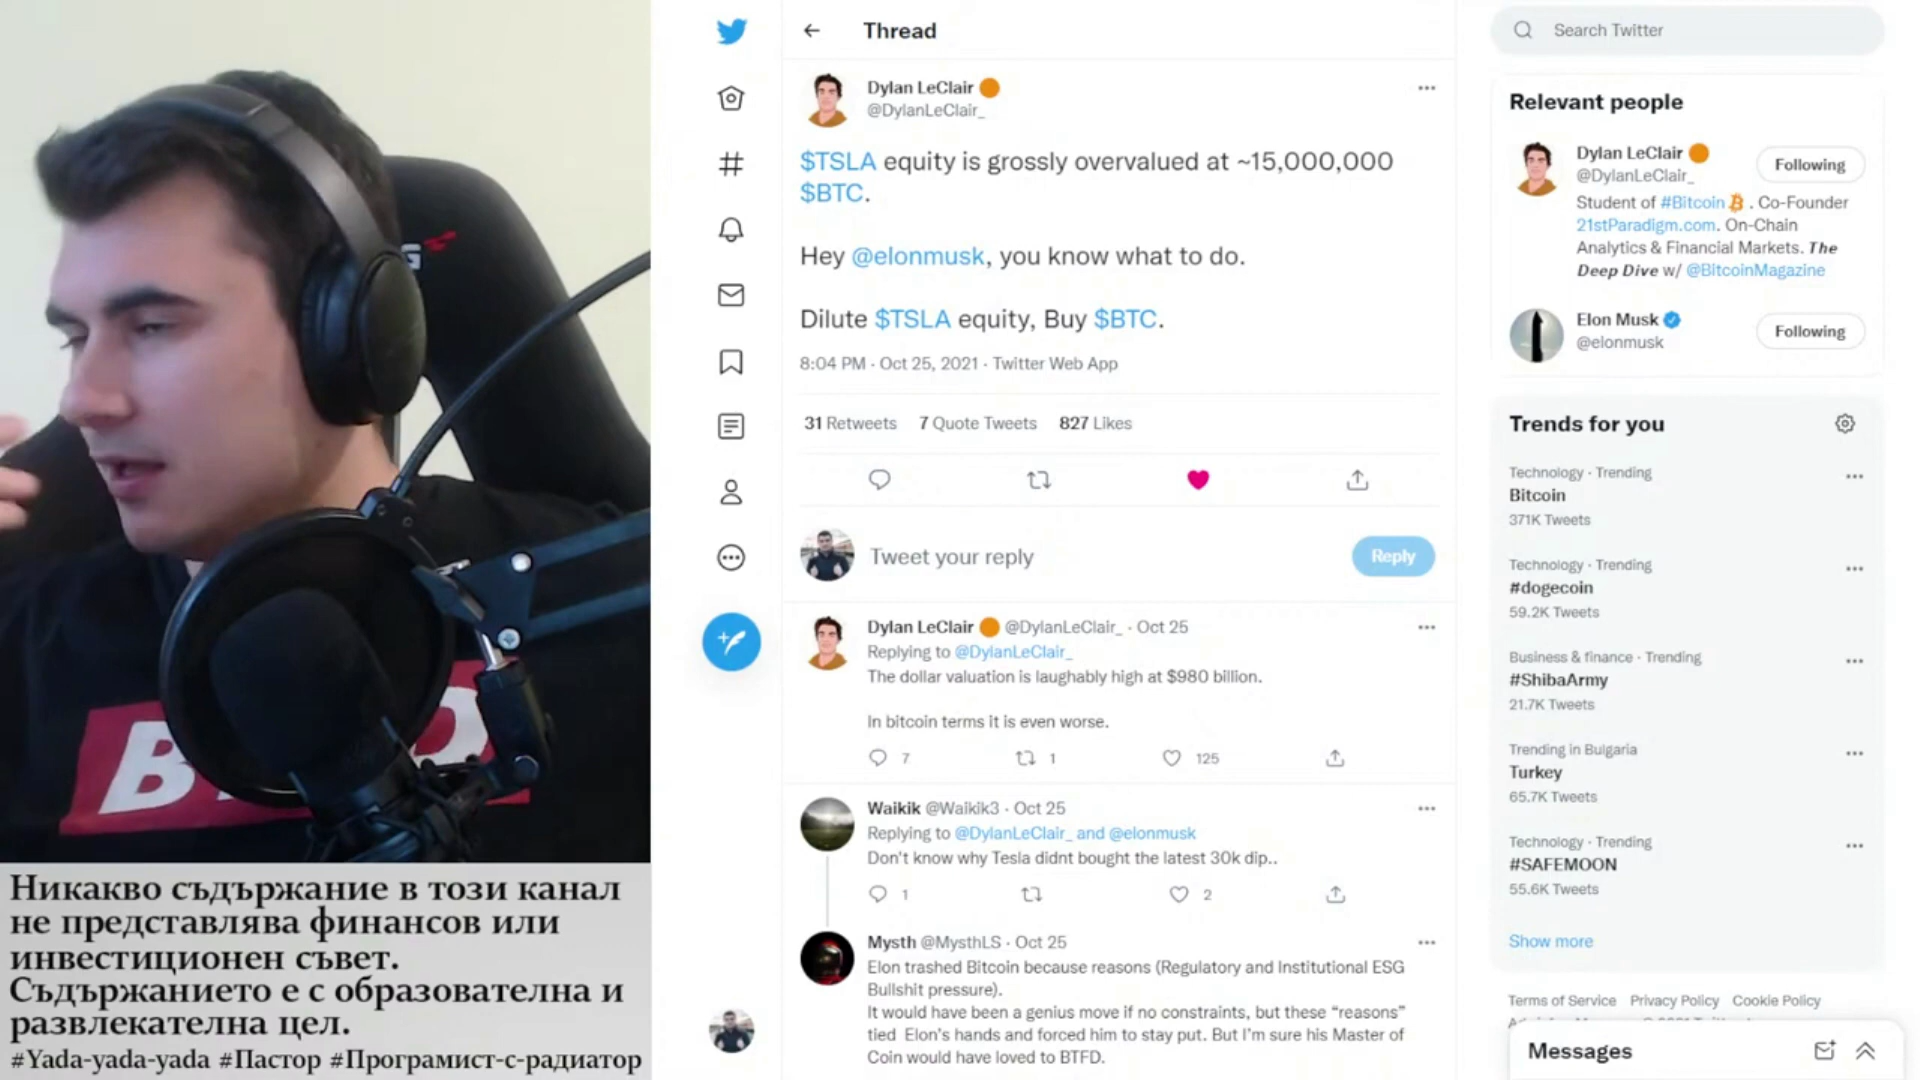 Никакво съдържание в този канал
не представлява финансов или
инвестиционен съвет.
Съдържанието е с образователна и
развлекателна цел.
#Yada-yada-yada #Пастор #Програмист-с-радиатор
Thread
Dylan LeClair
@DylanLeClair_
$TSLA equity is grossly overvalued at ~15,000,000
$BTC.
Hey @elonmusk, you know what to do.
Dilute $TSLA equity, Buy $BTC.
8:04 PM · Oct 25, 2021 · Twitter Web App
31 Retweets 7 Quote Tweets 827 Likes
Tweet your reply
Reply
Dylan LeClair @DylanLeClair_ · Oct 25
Replying to @DylanLeClair_
The dollar valuation is laughably high at $980 billion.
In bitcoin terms it is even worse.
7 1 125
Waikik @Waikik3 · Oct 25
Replying to @DylanLeClair_ and @elonmusk
Don't know why Tesla didnt bought the latest 30k dip..
1 2
Mysth @MysthLS · Oct 25
Elon trashed Bitcoin because reasons (Regulatory and Institutional ESG
Bullshit pressure).
It would have been a genius move if no constraints, but these “reasons”
tied Elon's hands and forced him to stay put. But I'm sure his Master of
Coin would have loved to BTFD.
Search Twitter
Relevant people
Dylan LeClair
@DylanLeClair_
Following
Student of #Bitcoin . Co-Founder
21stParadigm.com. On-Chain
Analytics & Financial Markets. The
Deep Dive w/ @BitcoinMagazine
Elon Musk
@elonmusk
Following
Trends for you
Technology · Trending
Bitcoin
371K Tweets
Technology · Trending
#dogecoin
59.2K Tweets
Business & finance · Trending
#ShibaArmy
21.7K Tweets
Trending in Bulgaria
Turkey
65.7K Tweets
Technology · Trending
#SAFEMOON
55.6K Tweets
Show more
Terms of Service Privacy Policy Cookie Policy
Messages